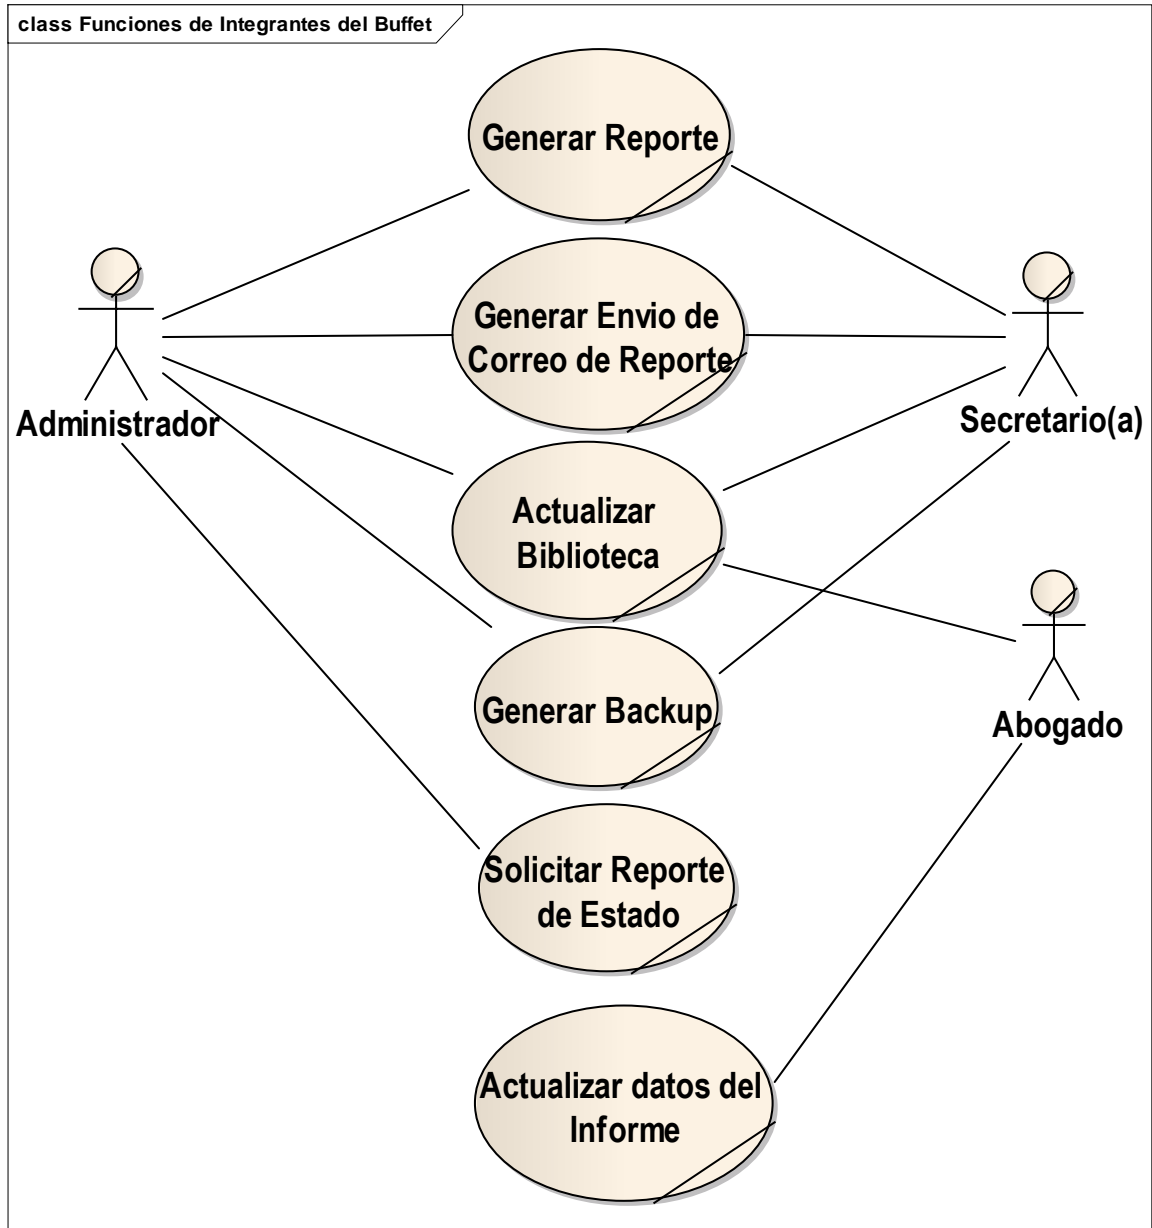 class Funciones de Integrantes del Buffet
Generar Reporte
Generar Envio de
Correo de Reporte
Administrador
Secretario(a)
Actualizar
Biblioteca
Generar Backup
Abogado
Solicitar Reporte
de Estado
Actualizar datos del
Informe